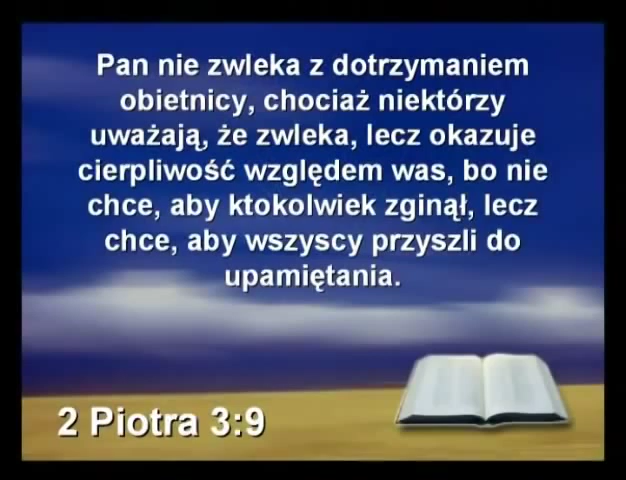 Pan nie zwleka z dotrzymaniem
obietnicy, chociaż niektórzy
uważają, że zwleka, lecz okazuje
cierpliwość względem was, bo nie
chce, aby ktokolwiek zginął, lecz
chce, aby wszyscy przyszli do
upamiętania.
2 Piotra 3:9